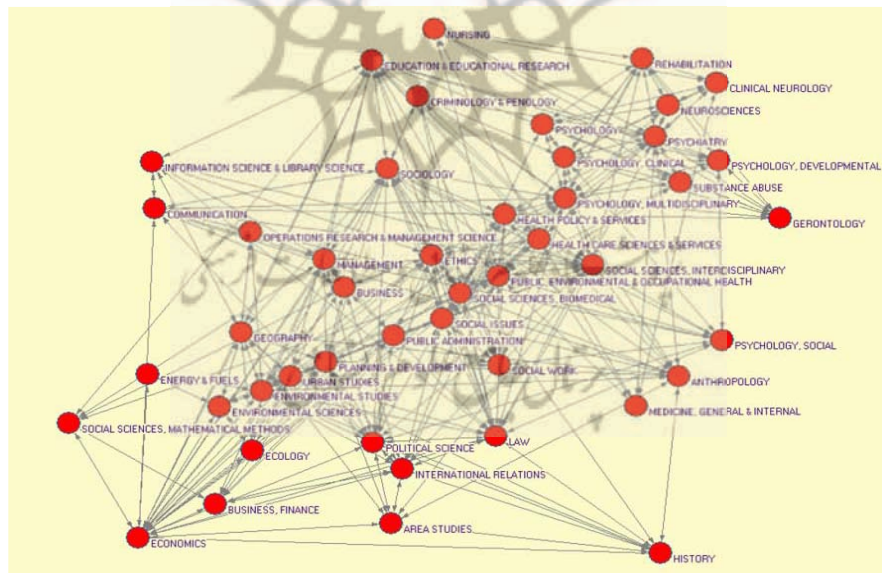 NURSING
EDUCATION & EDUCATIONAL RESEARCH
REHABILITATION
CLINICAL NEUROLOGY
CRIMINOLOGY & PENOLOGY
NEUROSCIENCES
PSYCHOLOGY
PSYCHIATRY
INFORMATION SCIENCE & LIBRARY SCIENCE
SOCIOLOGY
PSYCHOLOGY, CLINICAL
PSYCHOLOGY, DEVELOPMENTAL
SUBSTANCE ABUSE
PSYCHOLOGY, MULTIDISCIPLINARY
COMMUNICATION
HEALTH POLICY & SERVICES
GERONTOLOGY
OPERATIONS RESEARCH & MANAGEMENT SCIENCE
HEALTH CARE SCIENCES & SERVICES
MANAGEMENT
ETHICS
SOCIAL SCIENCES, INTERDISCIPLINARY
PUBLIC, ENVIRONMENTAL & OCCUPATIONAL HEALTH
BUSINESS
SOCIAL SCIENCES, BIOMEDICAL
SOCIAL ISSUES
GEOGRAPHY
PUBLIC ADMINISTRATION
PSYCHOLOGY, SOCIAL
PLANNING & DEVELOPMENT
SOCIAL WORK
ENERGY & FUELS
URBAN STUDIES
ANTHROPOLOGY
ENVIRONMENTAL STUDIES
ENVIRONMENTAL SCIENCES
MEDICINE, GENERAL & INTERNAL
SOCIAL SCIENCES, MATHEMATICAL METHODS
LAW
POLITICAL SCIENCE
ECOLOGY
INTERNATIONAL RELATIONS
BUSINESS, FINANCE
AREA STUDIES
ECONOMICS
HISTORY